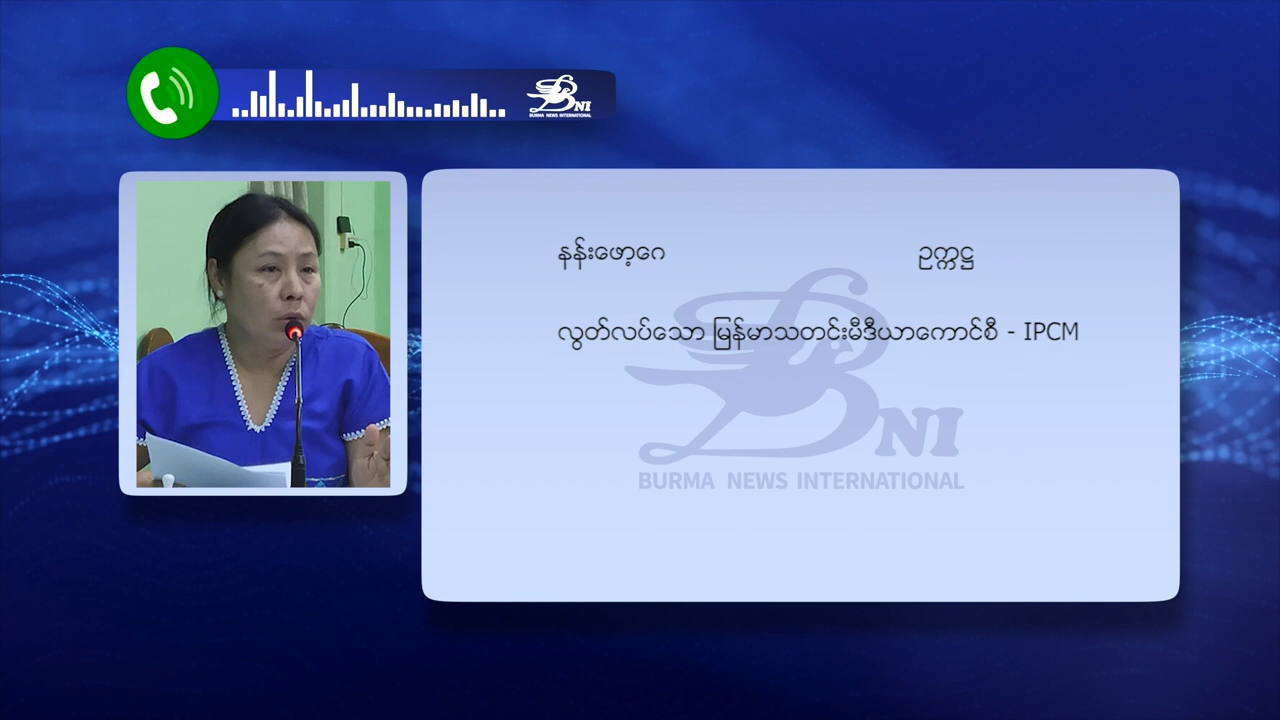 BNI
BURMA NEWS INTERNATIONAL
နန်းဖော့ဂေ ဥက္ကဋ္ဌ
လွတ်လပ်သော မြန်မာသတင်းမီဒီယာကောင်စီ - IPCM
BNI
BURMA NEWS INTERNATIONAL